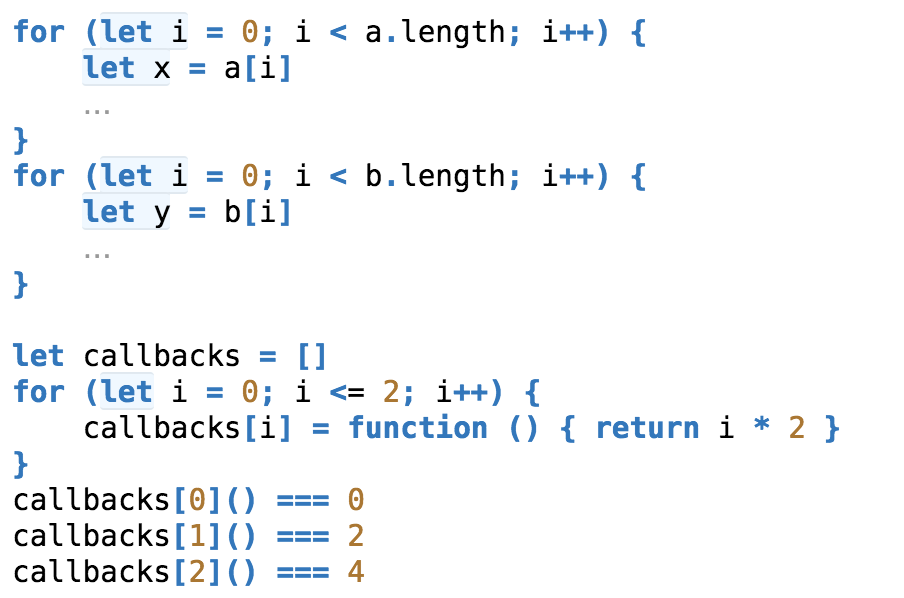 for (let i = 0; i < a.length; i++) {
    let x = a[i]
    …
}
for (let i = 0; i < b.length; i++) {
    let y = b[i]
    …
}

let callbacks = []
for (let i = 0; i <= 2; i++) {
    callbacks[i] = function () { return i * 2 }
}
callbacks[0]() === 0
callbacks[1]() === 2
callbacks[2]() === 4